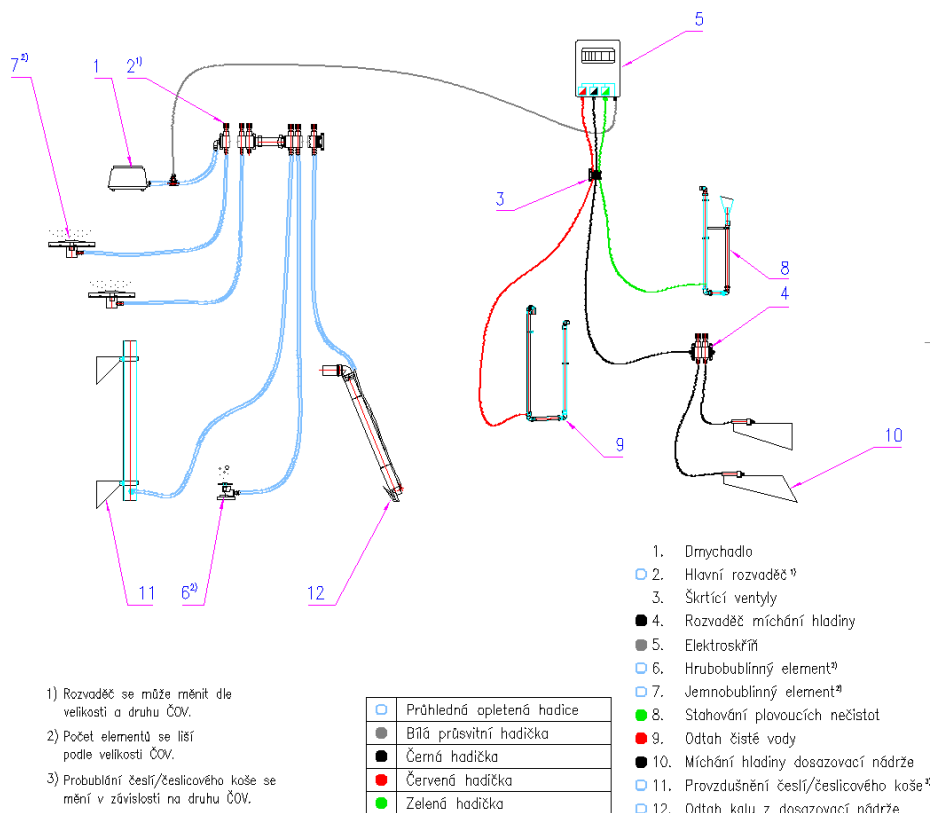 5
7²⁾ 1 2¹⁾
3
8
4
9
10
11 6²⁾ 12
1. Dmychadlo
2. Hlavní rozvaděč ¹⁾
3. Škrtící ventyly
4. Rozvaděč míchání hladiny
5. Elektroskříň
6. Hrubobublinný element²⁾
7. Jemnobublinný element²⁾
8. Stahování plovoucích nečistot
9. Odtah čisté vody
10. Míchání hladiny dosazovací nádrže
11. Provzdušnění česlí/česlicového koše³⁾
12. Odtah kalu z dosazovací nádrže
1) Rozvaděč se může měnit dle
velikosti a druhu ČOV.
2) Počet elementů se liší
podle velikosti ČOV.
3) Probublání česlí/česlicového koše se
mění v závislosti na druhu ČOV.
Průhledná opletená hadice
Bílá průsvitní hadička
Černá hadička
Červená hadička
Zelená hadička